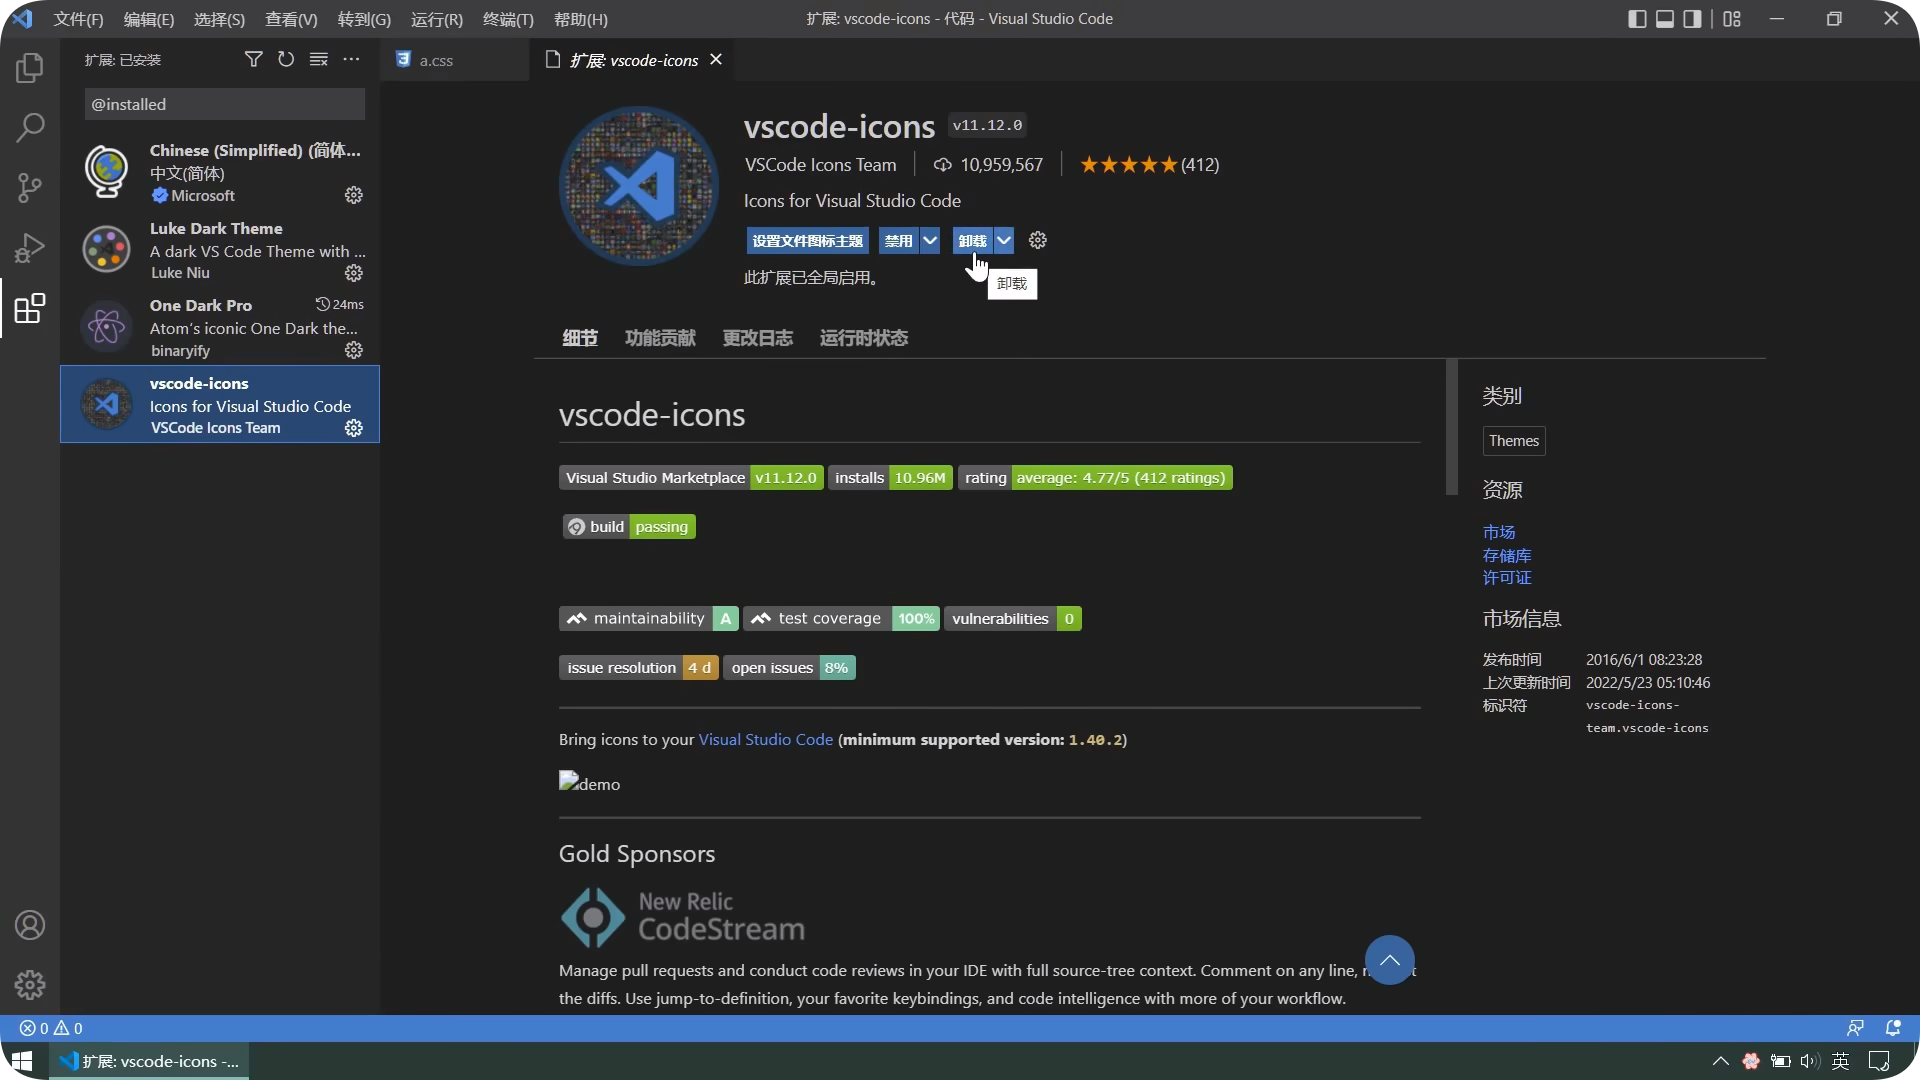 文件(F) 编辑(E) 选择(S) 查看(V) 转到(G) 运行(R) 终端(T) 帮助(H) 扩展: vscode-icons - 代码 - Visual Studio Code
扩展: 已安装
a.css
扩展: vscode-icons
@installed
Chinese (Simplified) (简体...
中文(简体)
Microsoft
Luke Dark Theme
A dark VS Code Theme with ...
Luke Niu
One Dark Pro 24ms
Atom's iconic One Dark the...
binaryify
vscode-icons
Icons for Visual Studio Code
VSCode Icons Team
vscode-icons v11.12.0
VSCode Icons Team 10,959,567 (412)
Icons for Visual Studio Code
设置文件图标主题 禁用 卸载
此扩展已全局启用。
卸载
细节 功能贡献 更改日志 运行时状态
vscode-icons
Visual Studio Marketplace v11.12.0 installs 10.96M rating average: 4.77/5 (412 ratings)
build passing
maintainability A test coverage 100% vulnerabilities 0
issue resolution 4 d open issues 8%
Bring icons to your Visual Studio Code (minimum supported version: 1.40.2)
demo
Gold Sponsors
New Relic
CodeStream
Manage pull requests and conduct code reviews in your IDE with full source-tree context. Comment on any line,
the diffs. Use jump-to-definition, your favorite keybindings, and code intelligence with more of your workflow.
类别
Themes
资源
市场
存储库
许可证
市场信息
发布时间 2016/6/1 08:23:28
上次更新时间 2022/5/23 05:10:46
标识符 vscode-icons-
team.vscode-icons
0 0
扩展: vscode-icons -...
英